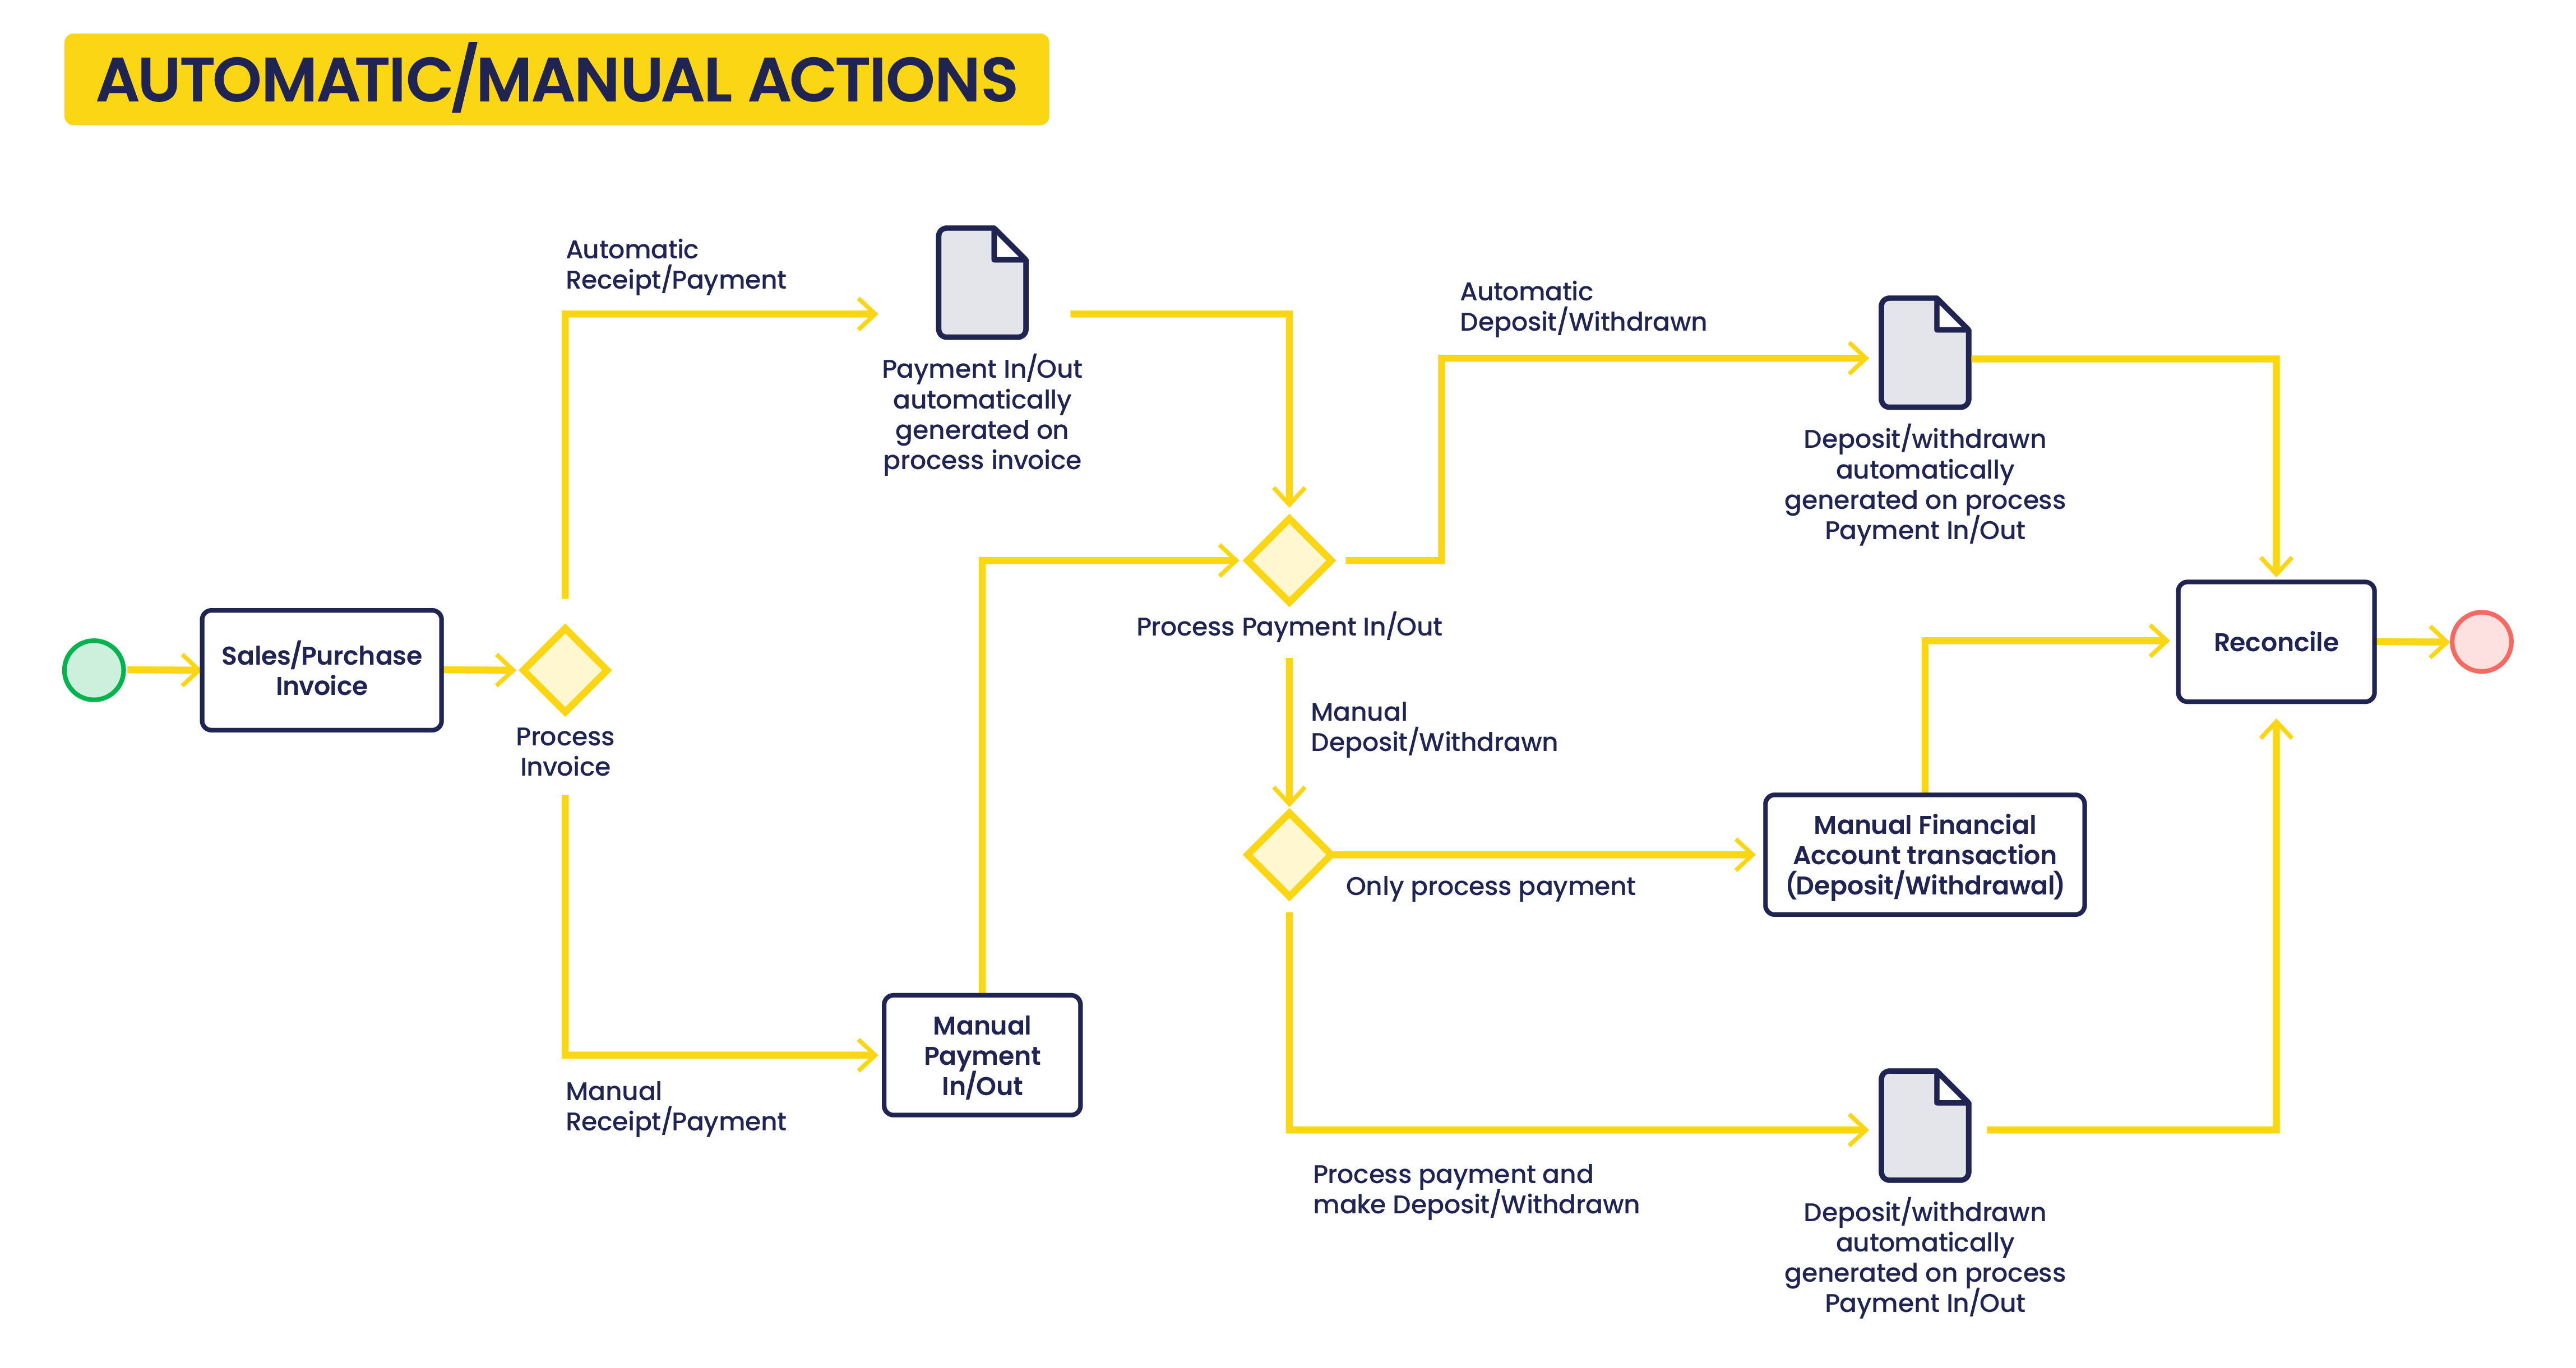 AUTOMATIC/MANUAL ACTIONS
Automatic
Receipt/Payment
Payment In/Out
automatically
generated on
process invoice
Automatic
Deposit/Withdrawn
Deposit/withdrawn
automatically
generated on process
Payment In/Out
Sales/Purchase
Invoice
Process
Invoice
Process Payment In/Out
Reconcile
Manual
Deposit/Withdrawn
Only process payment
Manual Financial
Account transaction
(Deposit/Withdrawal)
Manual
Payment
In/Out
Manual
Receipt/Payment
Process payment and
make Deposit/Withdrawn
Deposit/withdrawn
automatically
generated on process
Payment In/Out